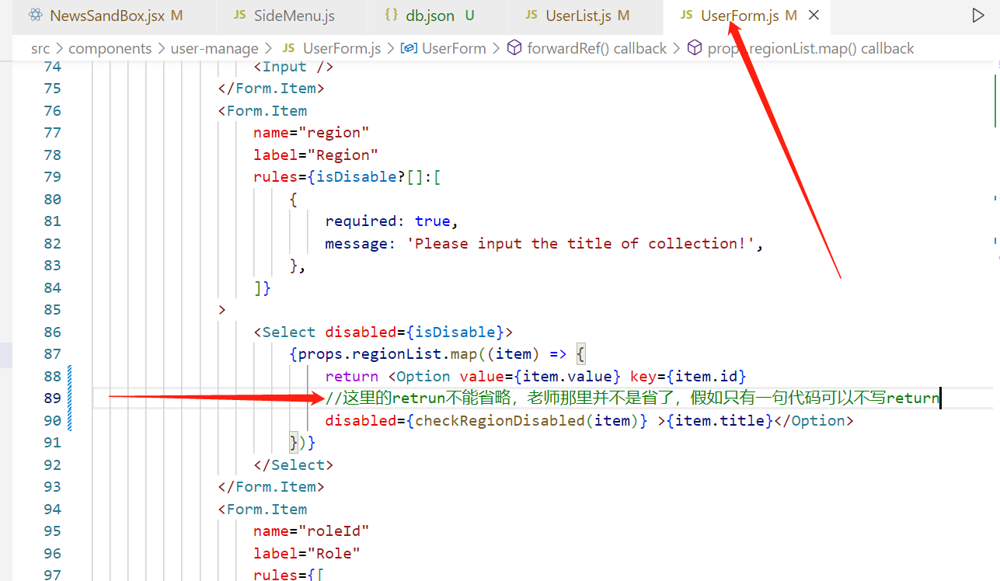 NewsSandBox.jsx M JS SideMenu.js {} db.json U JS UserList.js M JS UserForm.js M
src > components > user-manage > JS UserForm.js > UserForm > forwardRef() callback > props.regionList.map() callback
74 <Input />
75 </Form.Item>
76 <Form.Item
77 name="region"
78 label="Region"
79 rules={isDisable?[]:[
80 {
81 required: true,
82 message: 'Please input the title of collection!',
83 },
84 ]}
85 >
86 <Select disabled={isDisable}>
87 {props.regionList.map((item) => {
88 return <Option value={item.value} key={item.id}
89 //这里的retrun不能省略，老师那里并不是省了，假如只有一句代码可以不写return
90 disabled={checkRegionDisabled(item)} >{item.title}</Option>
91 })}
92 </Select>
93 </Form.Item>
94 <Form.Item
95 name="roleId"
96 label="Role"
97 rules={[